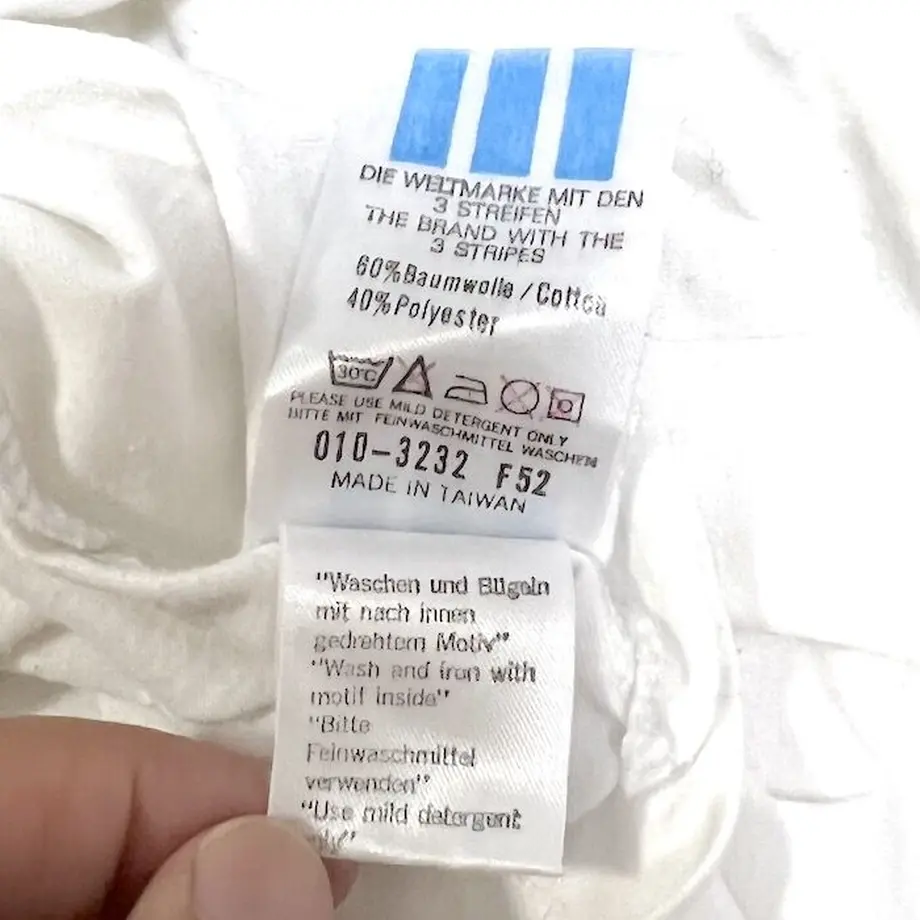 DIE WELTMARKE MIT DEN
3 STREIFEN
THE BRAND WITH THE
3 STRIPES
60%Baumwolle/Cotton
40%Polyester
30°C
PLEASE USE MILD DETERGENT ONLY
BITTE MIT FEINWASCHMITTEL WASCHEN
010-3232 F52
MADE IN TAIWAN
"Waschen und Bügeln
mit nach innen
gedrehtem Motiv"
"Wash and iron with
motif inside"
"Bitte
Feinwaschmittel
verwenden"
"Use mild detergent